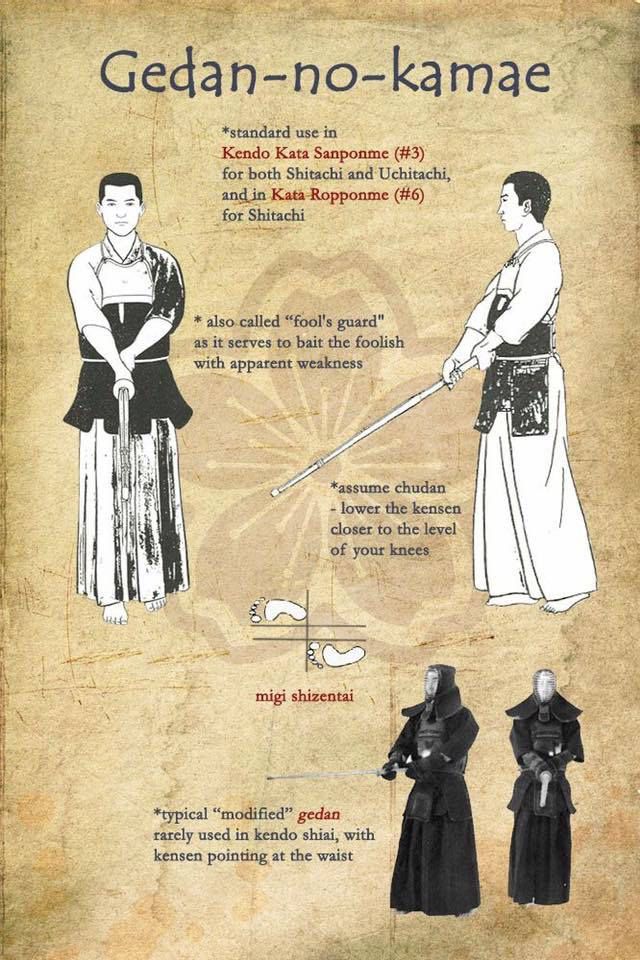 Gedan-no-kamae
*standard use in
Kendo Kata Sanponme (#3)
for both Shitachi and Uchitachi,
and in Kata Ropponme (#6)
for Shitachi
* also called “fool's guard"
as it serves to bait the foolish
with apparent weakness
*assume chudan
- lower the kensen
closer to the level
of your knees
migi shizentai
*typical “modified” gedan
rarely used in kendo shiai, with
kensen pointing at the waist